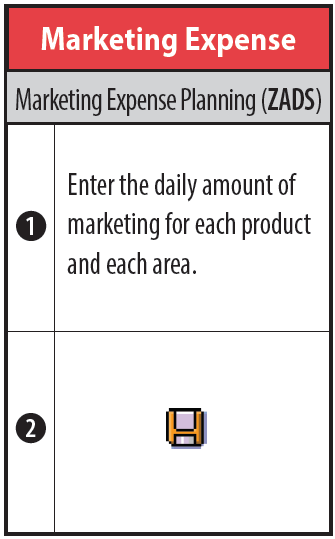 Marketing Expense
Marketing Expense Planning (ZADS)
1
Enter the daily amount of
marketing for each product
and each area.
2